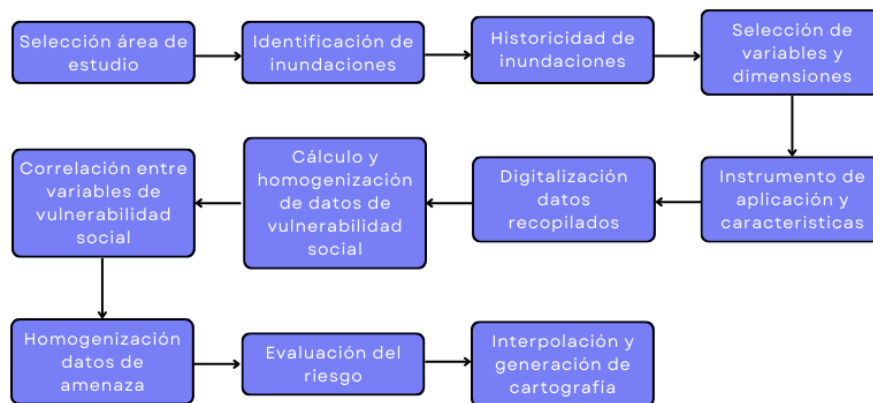 Selección área de
estudio
Identificación de
inundaciones
Historicidad de
inundaciones
Selección de
variables y
dimensiones
Instrumento de
aplicación y
caracteristicas
Digitalización
datos
recopilados
Cálculo y
homogenización
de datos de
vulnerabilidad
social
Correlación entre
variables de
vulnerabilidad
social
Homogenización
datos de
amenaza
Evaluación del
riesgo
Interpolación y
generación de
cartografía